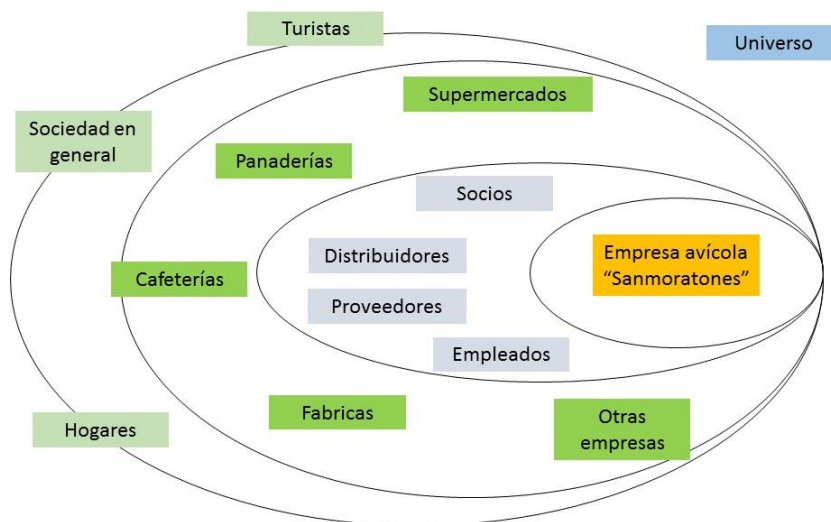 Turistas
Universo
Supermercados
Sociedad en
general
Panaderías
Socios
Distribuidores
Empresa avícola
“Sanmoratones”
Cafeterías
Proveedores
Empleados
Fabricas
Otras
empresas
Hogares